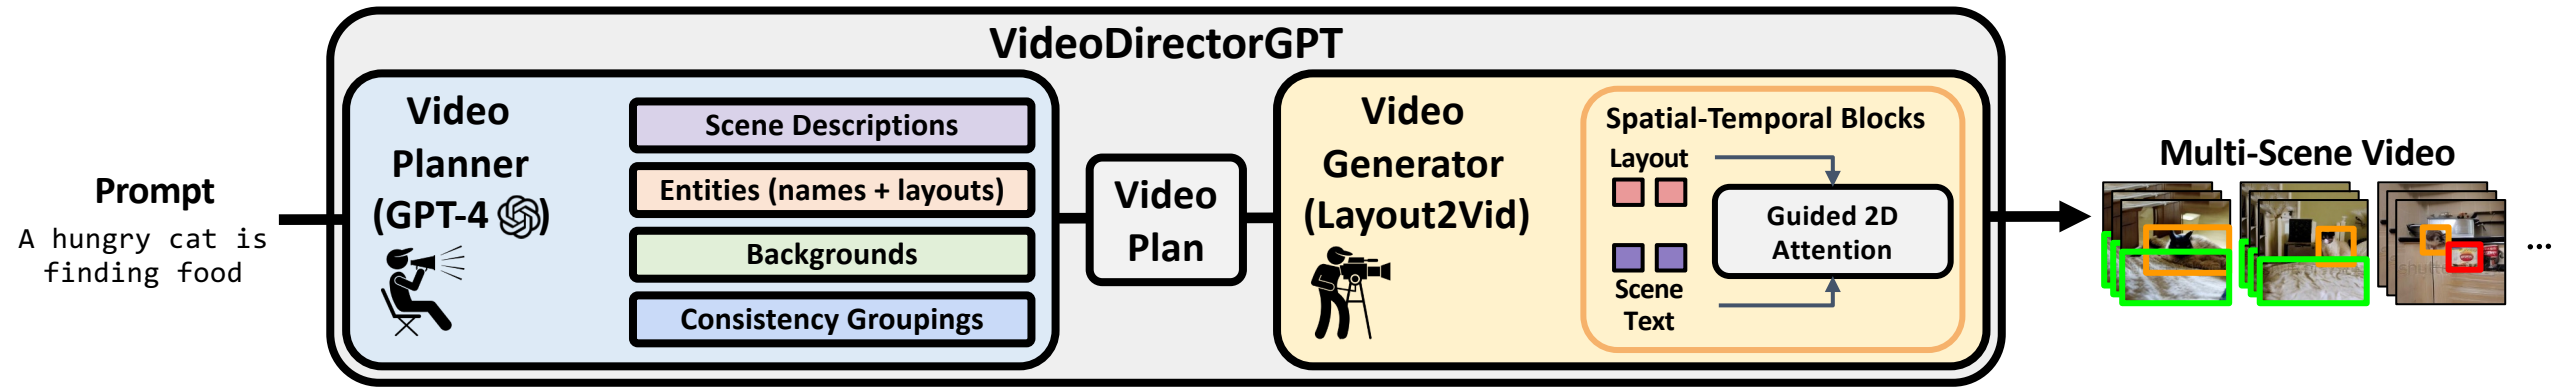 VideoDirectorGPT
Prompt
A hungry cat is
finding food
Video
Planner
(GPT-4 )
Scene Descriptions
Entities (names + layouts)
Backgrounds
Consistency Groupings
Video
Plan
Video
Generator
(Layout2Vid)
Spatial-Temporal Blocks
Layout
Guided 2D
Attention
Scene
Text
Multi-Scene Video
...